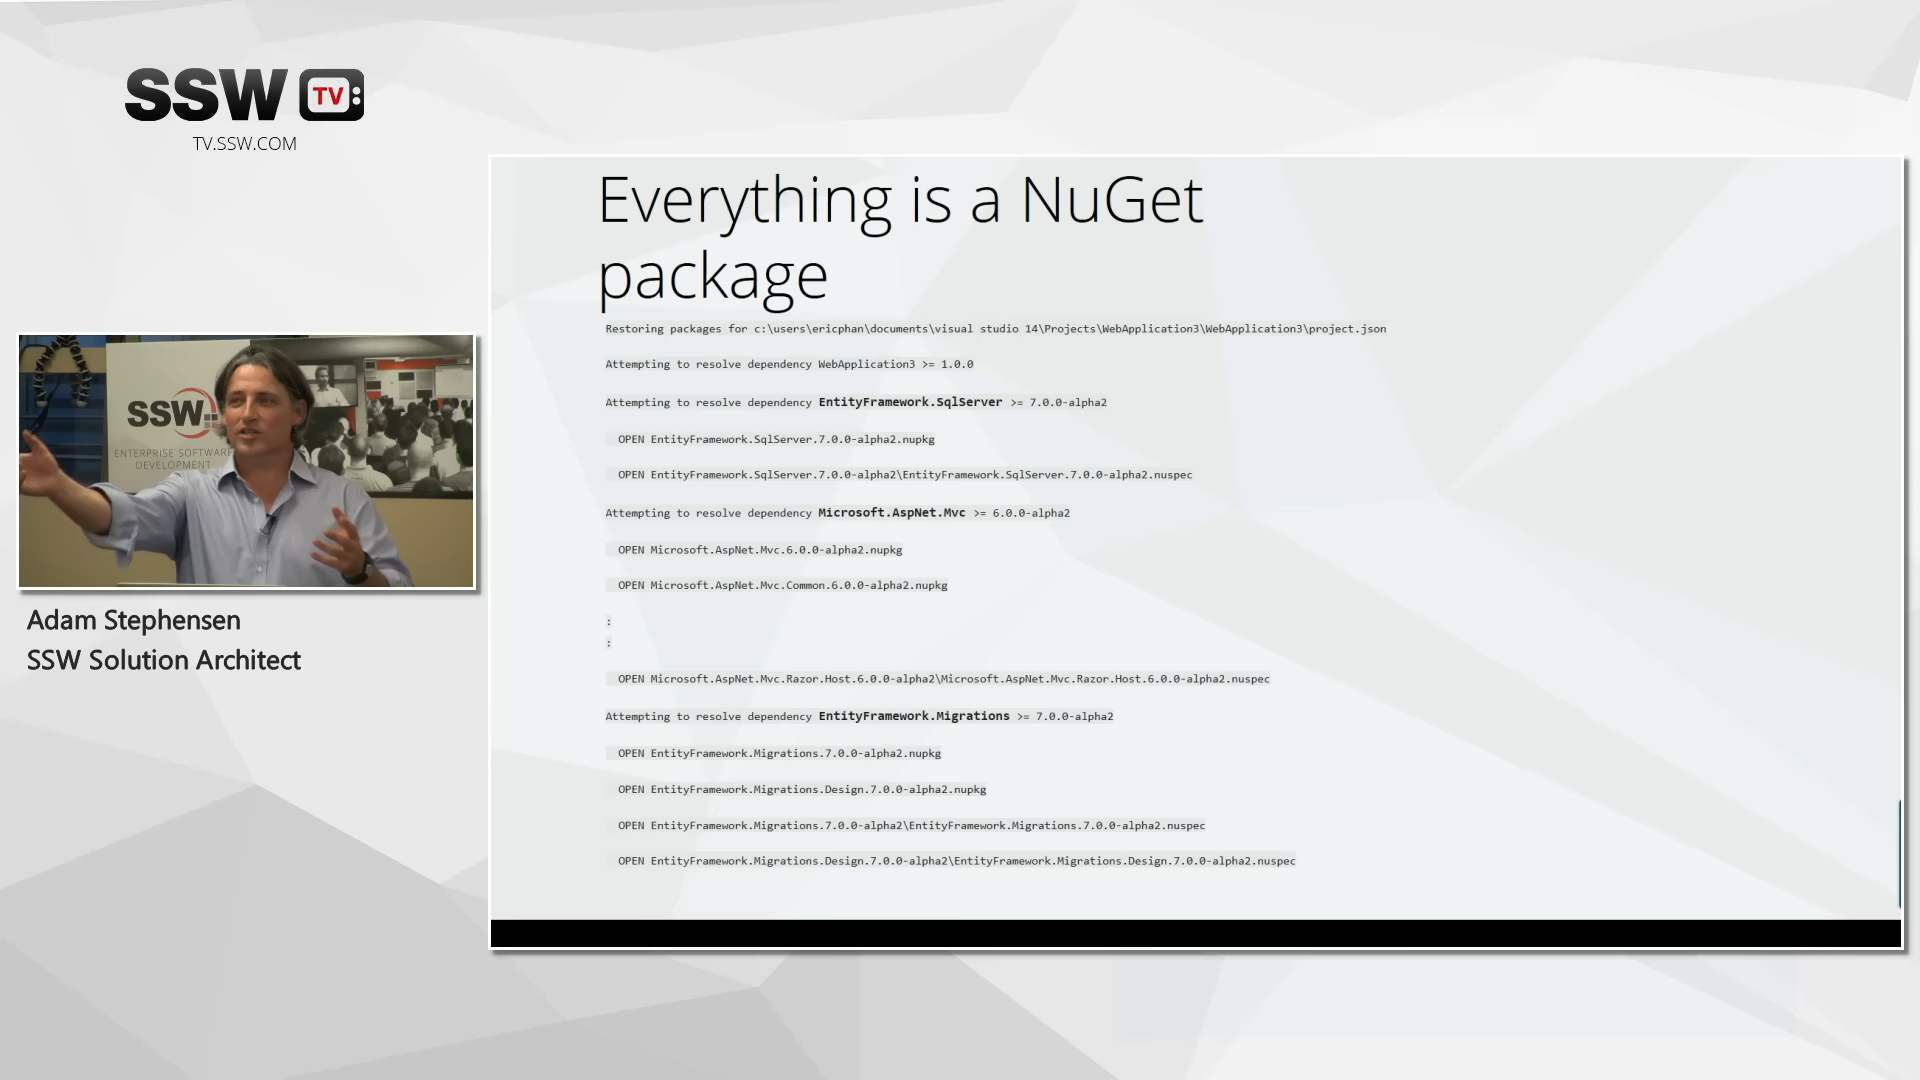 SSW TV
TV.SSW.COM
Everything is a NuGet
package
Restoring packages for c:\users\ericphan\documents\visual studio 14\Projects\WebApplication3\WebApplication3\project.json
Attempting to resolve dependency WebApplication3 >= 1.0.0
Attempting to resolve dependency EntityFramework.SqlServer >= 7.0.0-alpha2
OPEN EntityFramework.SqlServer.7.0.0-alpha2.nupkg
OPEN EntityFramework.SqlServer.7.0.0-alpha2\EntityFramework.SqlServer.7.0.0-alpha2.nuspec
Attempting to resolve dependency Microsoft.AspNet.Mvc >= 6.0.0-alpha2
OPEN Microsoft.AspNet.Mvc.6.0.0-alpha2.nupkg
OPEN Microsoft.AspNet.Mvc.Common.6.0.0-alpha2.nupkg
:
:
OPEN Microsoft.AspNet.Mvc.Razor.Host.6.0.0-alpha2\Microsoft.AspNet.Mvc.Razor.Host.6.0.0-alpha2.nuspec
Attempting to resolve dependency EntityFramework.Migrations >= 7.0.0-alpha2
OPEN EntityFramework.Migrations.7.0.0-alpha2.nupkg
OPEN EntityFramework.Migrations.Design.7.0.0-alpha2.nupkg
OPEN EntityFramework.Migrations.7.0.0-alpha2\EntityFramework.Migrations.7.0.0-alpha2.nuspec
OPEN EntityFramework.Migrations.Design.7.0.0-alpha2\EntityFramework.Migrations.Design.7.0.0-alpha2.nuspec
SSW
ENTERPRISE SOFTWAR
DEVELOPMENT
Adam Stephensen
SSW Solution Architect